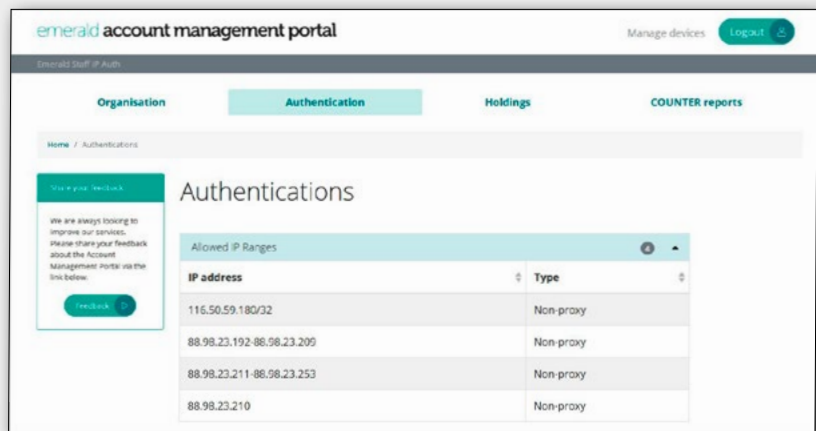 emerald account management portal
Manage devices
Logout
Emerald Staff IP Auth
Organisation
Authentication
Holdings
COUNTER reports
Home / Authentications
Share your feedback
We are always looking to
improve our services.
Please share your feedback
about the Account
Management Portal via the
link below.
Feedback
Authentications
Allowed IP Ranges
4
IP address
Type
116.50.59.180/32
Non-proxy
88.98.23.192-88.98.23.209
Non-proxy
88.98.23.211-88.98.23.253
Non-proxy
88.98.23.210
Non-proxy